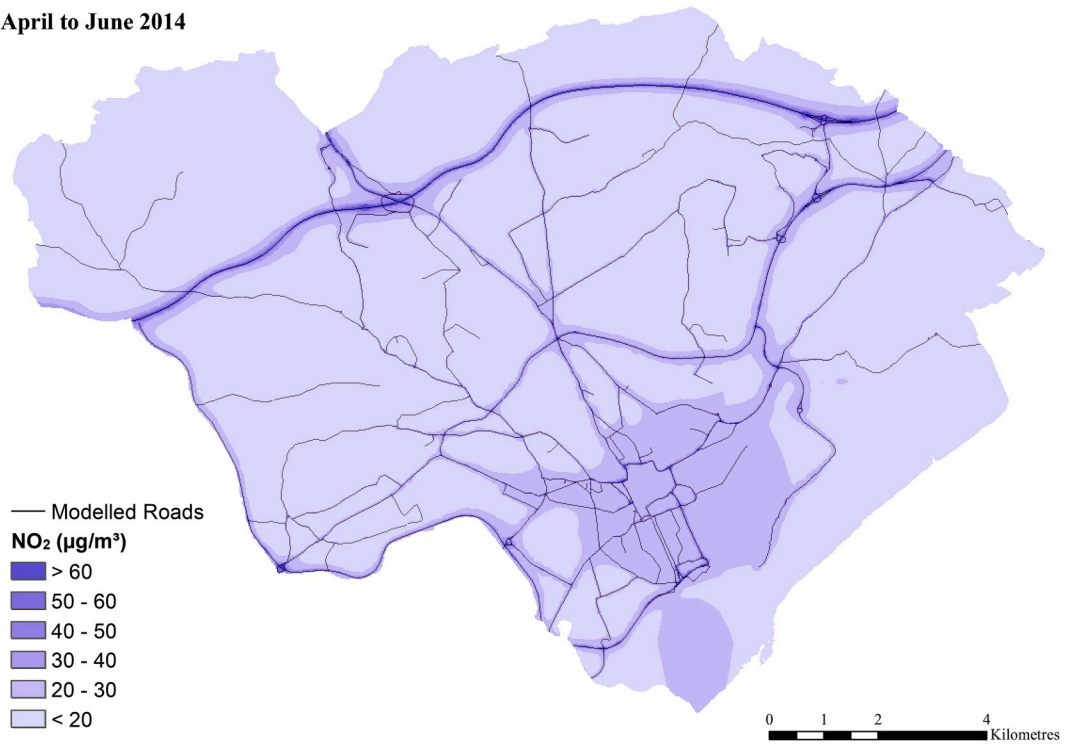 April to June 2014
Modelled Roads
NO₂ (µg/m³)
> 60
50 - 60
40 - 50
30 - 40
20 - 30
< 20
0 1 2 4
Kilometres